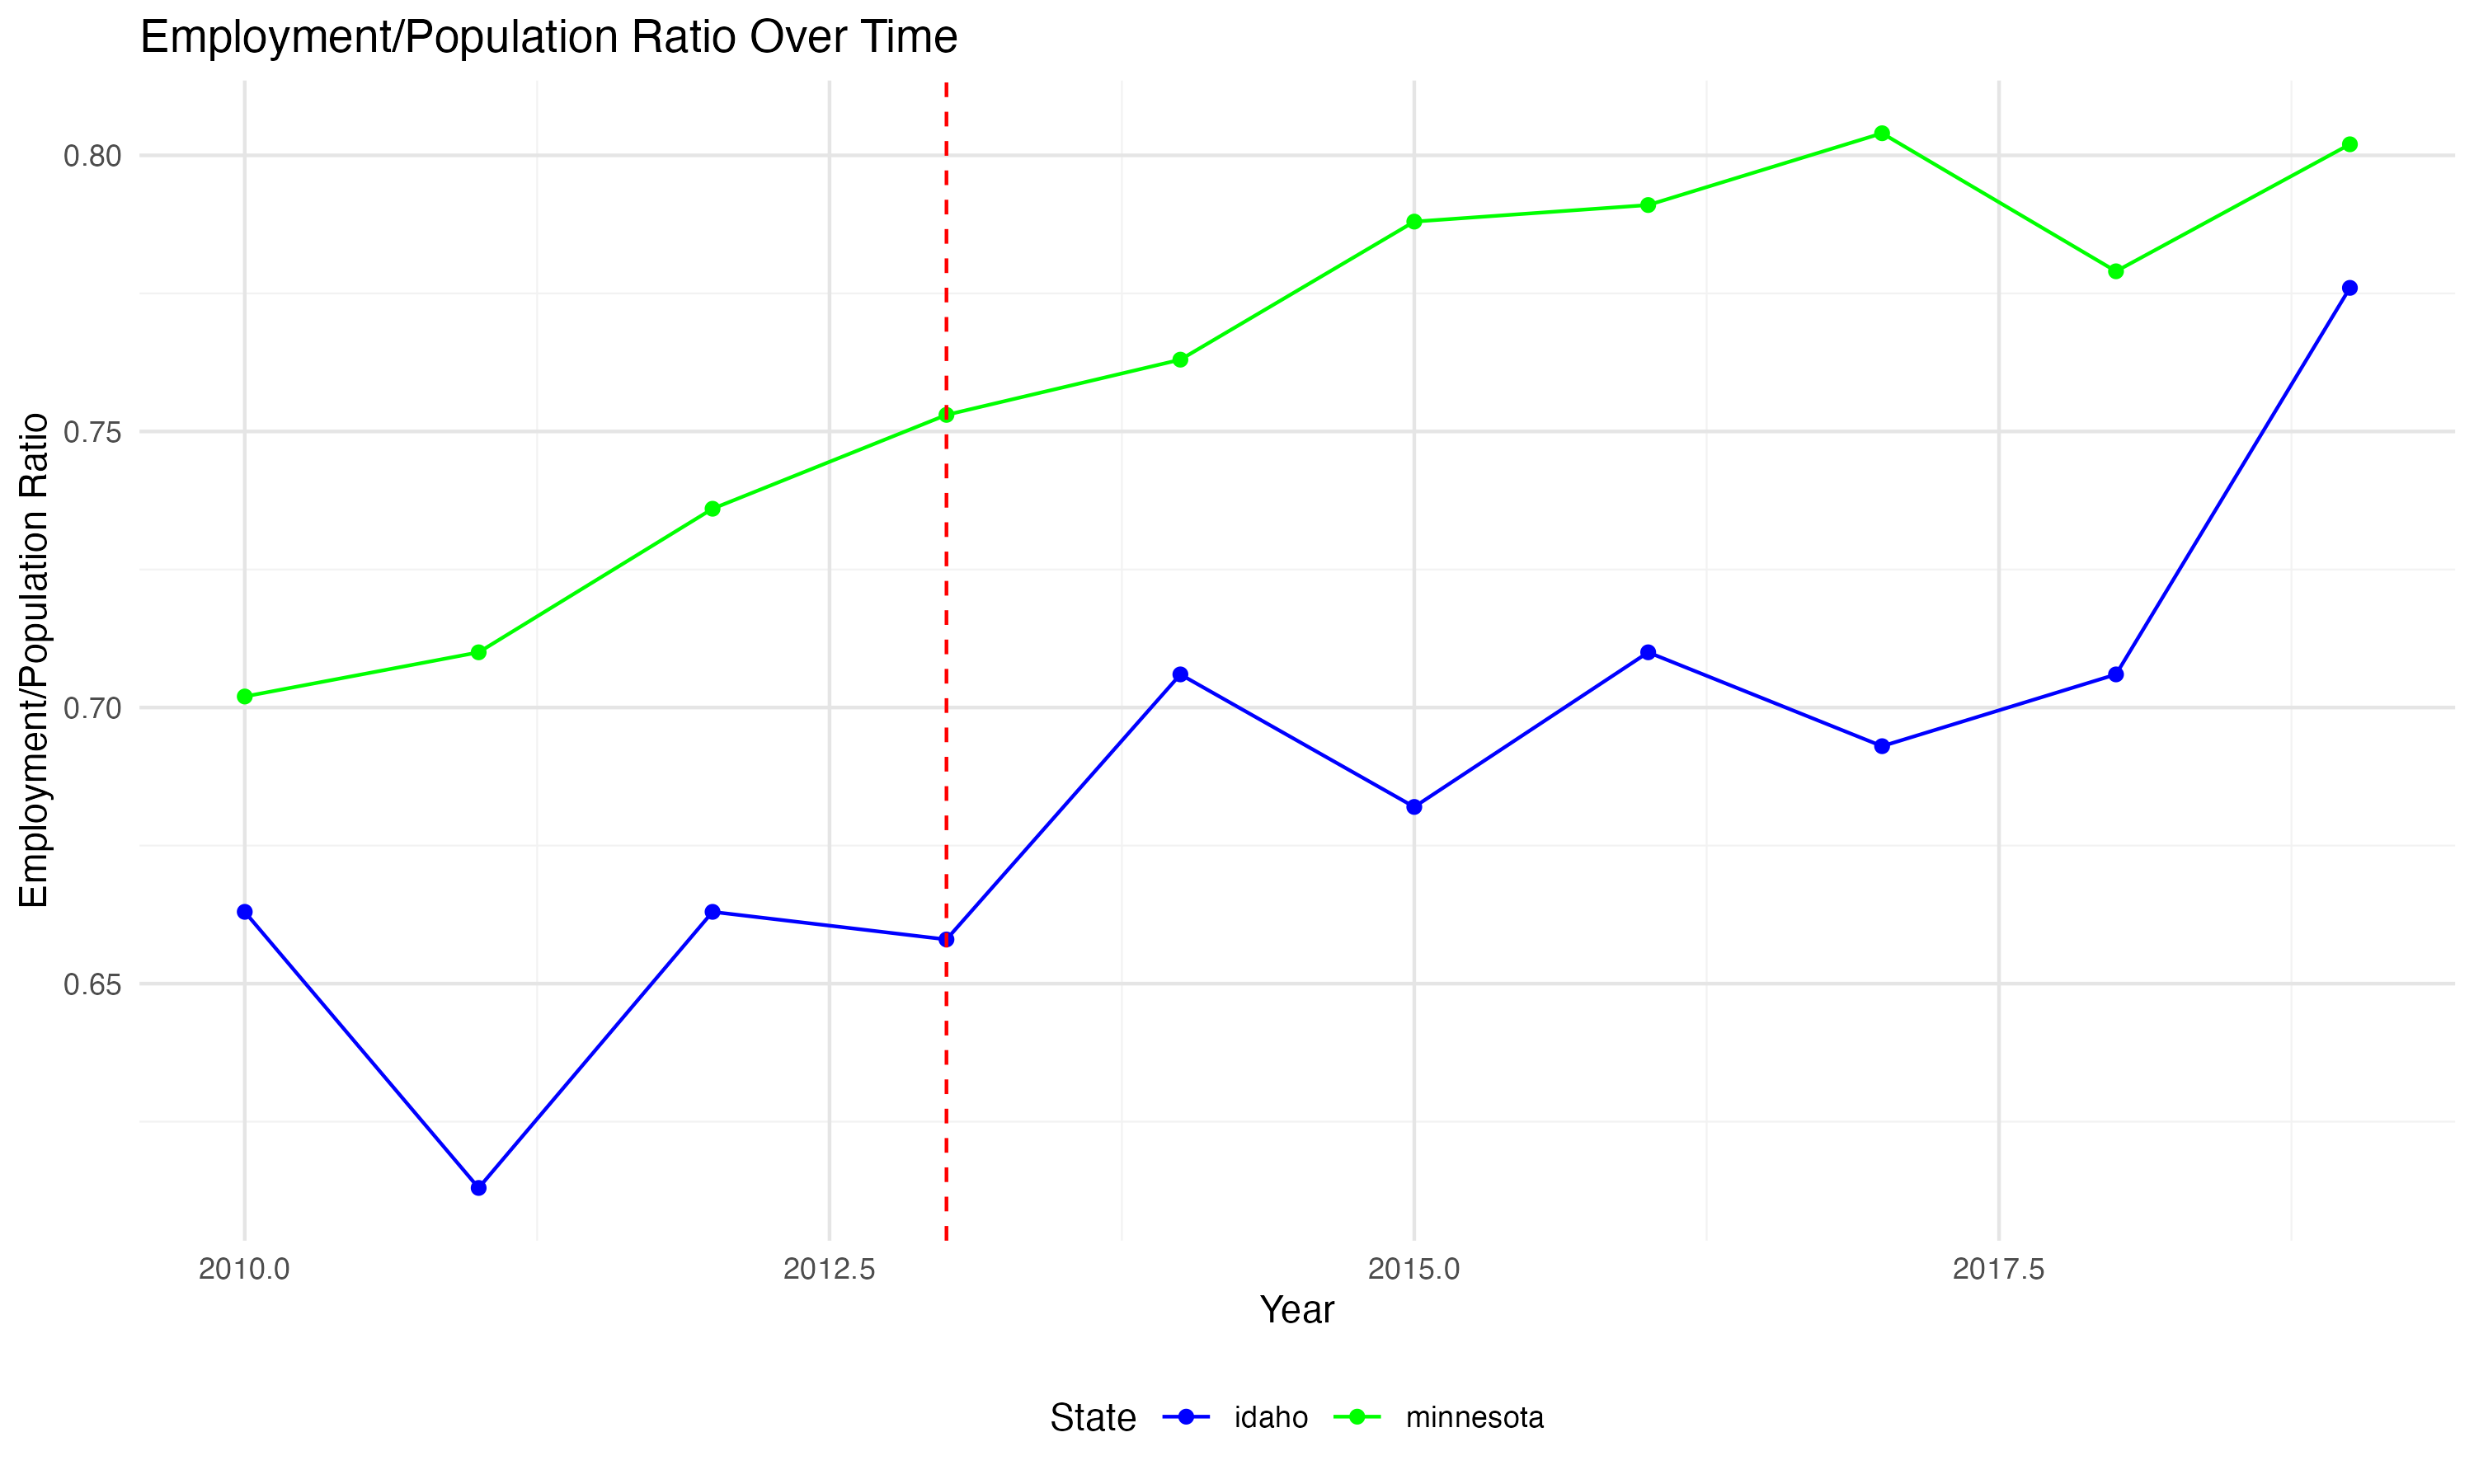 Employment/Population Ratio Over Time
Employment/Population Ratio
0.80
0.75
0.70
0.65
2010.0 2012.5 2015.0 2017.5
Year
State idaho minnesota